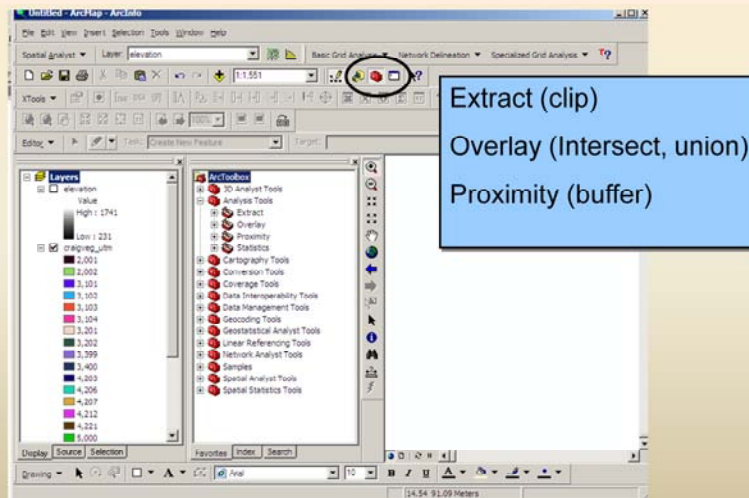 Untitled - ArcMap - ArcInfo
File Edit View Insert Selection Tools Window Help
Spatial Analyst Layer: elevation Basic Grid Analysis Network Delineation Specialized Grid Analysis
1:1,551
XTools
100%
Editor Task: Create New Feature Target:
Extract (clip)
Overlay (Intersect, union)
Proximity (buffer)
Layers
elevation
Value
High : 1741
Low : 231
craigveg_utm
2,001
2,002
3,101
3,102
3,103
3,104
3,201
3,202
3,399
3,400
4,203
4,206
4,207
4,212
4,221
5,000
Display Source Selection
ArcToolbox
3D Analyst Tools
Analysis Tools
Extract
Overlay
Proximity
Statistics
Cartography Tools
Conversion Tools
Coverage Tools
Data Interoperability Tools
Data Management Tools
Geocoding Tools
Geostatistical Analyst Tools
Linear Referencing Tools
Network Analyst Tools
Samples
Spatial Analyst Tools
Spatial Statistics Tools
Favorites Index Search
Drawing A Arial 10 B I U A
14.54 91.09 Meters